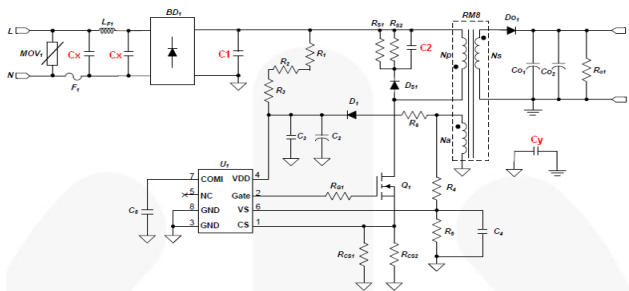 L
N
MOV1
F1
LF1
Cx
Cx
BD1
C1
R1
R2
R3
RS1
RS2
C2
DS1
RM8
Np
Ns
Na
Do1
Co1
Co2
Ro1
Cy
D1
R6
C2
C3
U1
7 COMI
5 NC
8 GND
3 GND
VDD 4
Gate 2
VS 6
CS 1
RG1
Q1
R4
R5
C4
C5
RCS1
RCS2